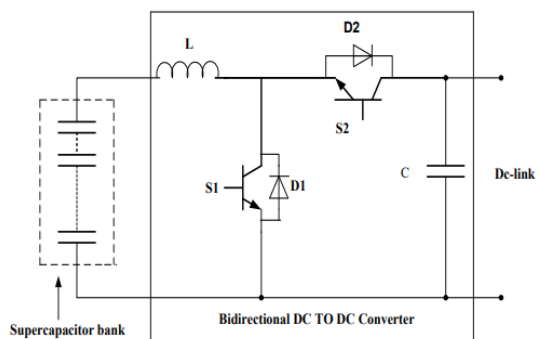 D2
L
S2
S1
D1
C
Dc-link
Bidirectional DC TO DC Converter
Supercapacitor bank